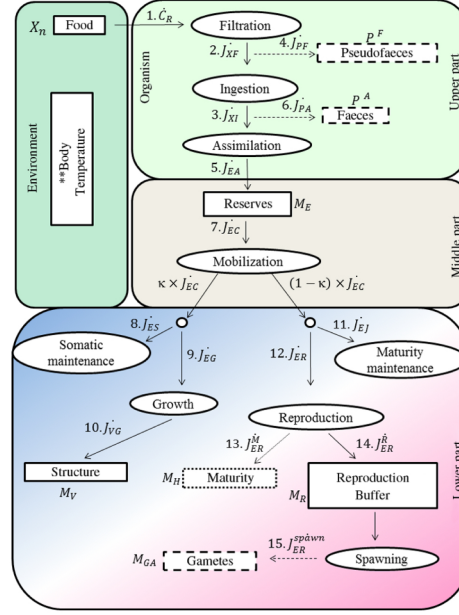 X_n
Food
1. Ċ_R
Filtration
2. J̇_XF
4. J̇_PF
P^F
Pseudofaeces
Organism
Upper part
Ingestion
3. J̇_XI
6. J̇_PA
P^A
Faeces
Environment
**Body
Temperature
Assimilation
5. J̇_EA
Reserves
M_E
7. J̇_EC
Middle part
Mobilization
κ × J̇_EC
(1 − κ) × J̇_EC
8. J̇_ES
11. J̇_EJ
Somatic
maintenance
9. J̇_EG
12. J̇_ER
Maturity
maintenance
Growth
Reproduction
10. J̇_VG
13. J̇_ER^M
14. J̇_ER^R
Lower part
Structure
M_V
M_H
Maturity
M_R
Reproduction
Buffer
15. J̇_ER^spawn
M_GA
Gametes
Spawning